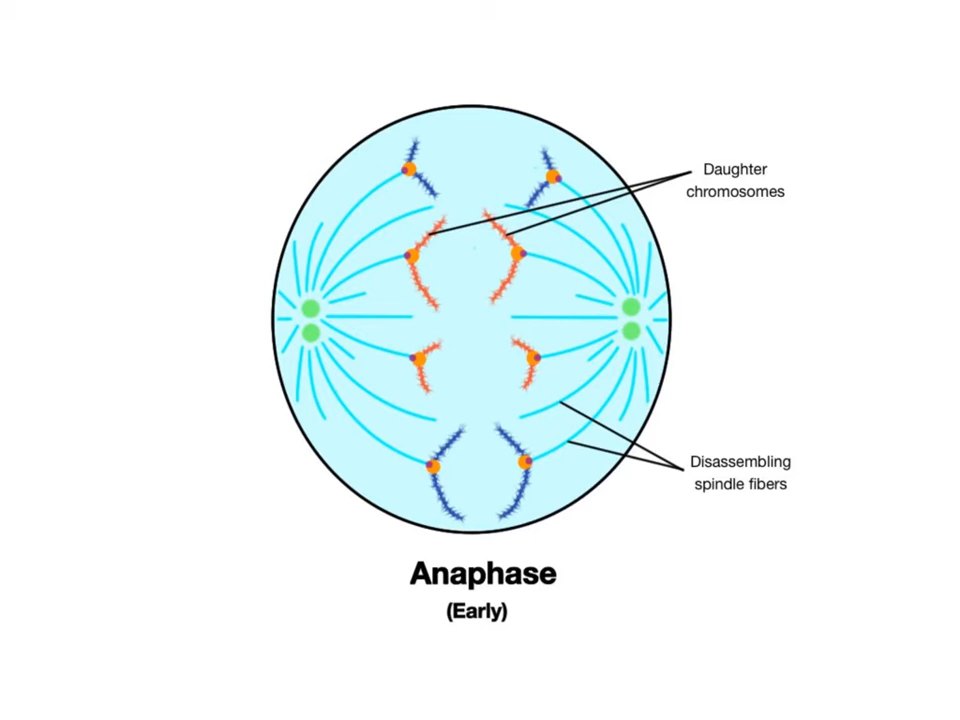 Daughter
chromosomes
Disassembling
spindle fibers
Anaphase
(Early)